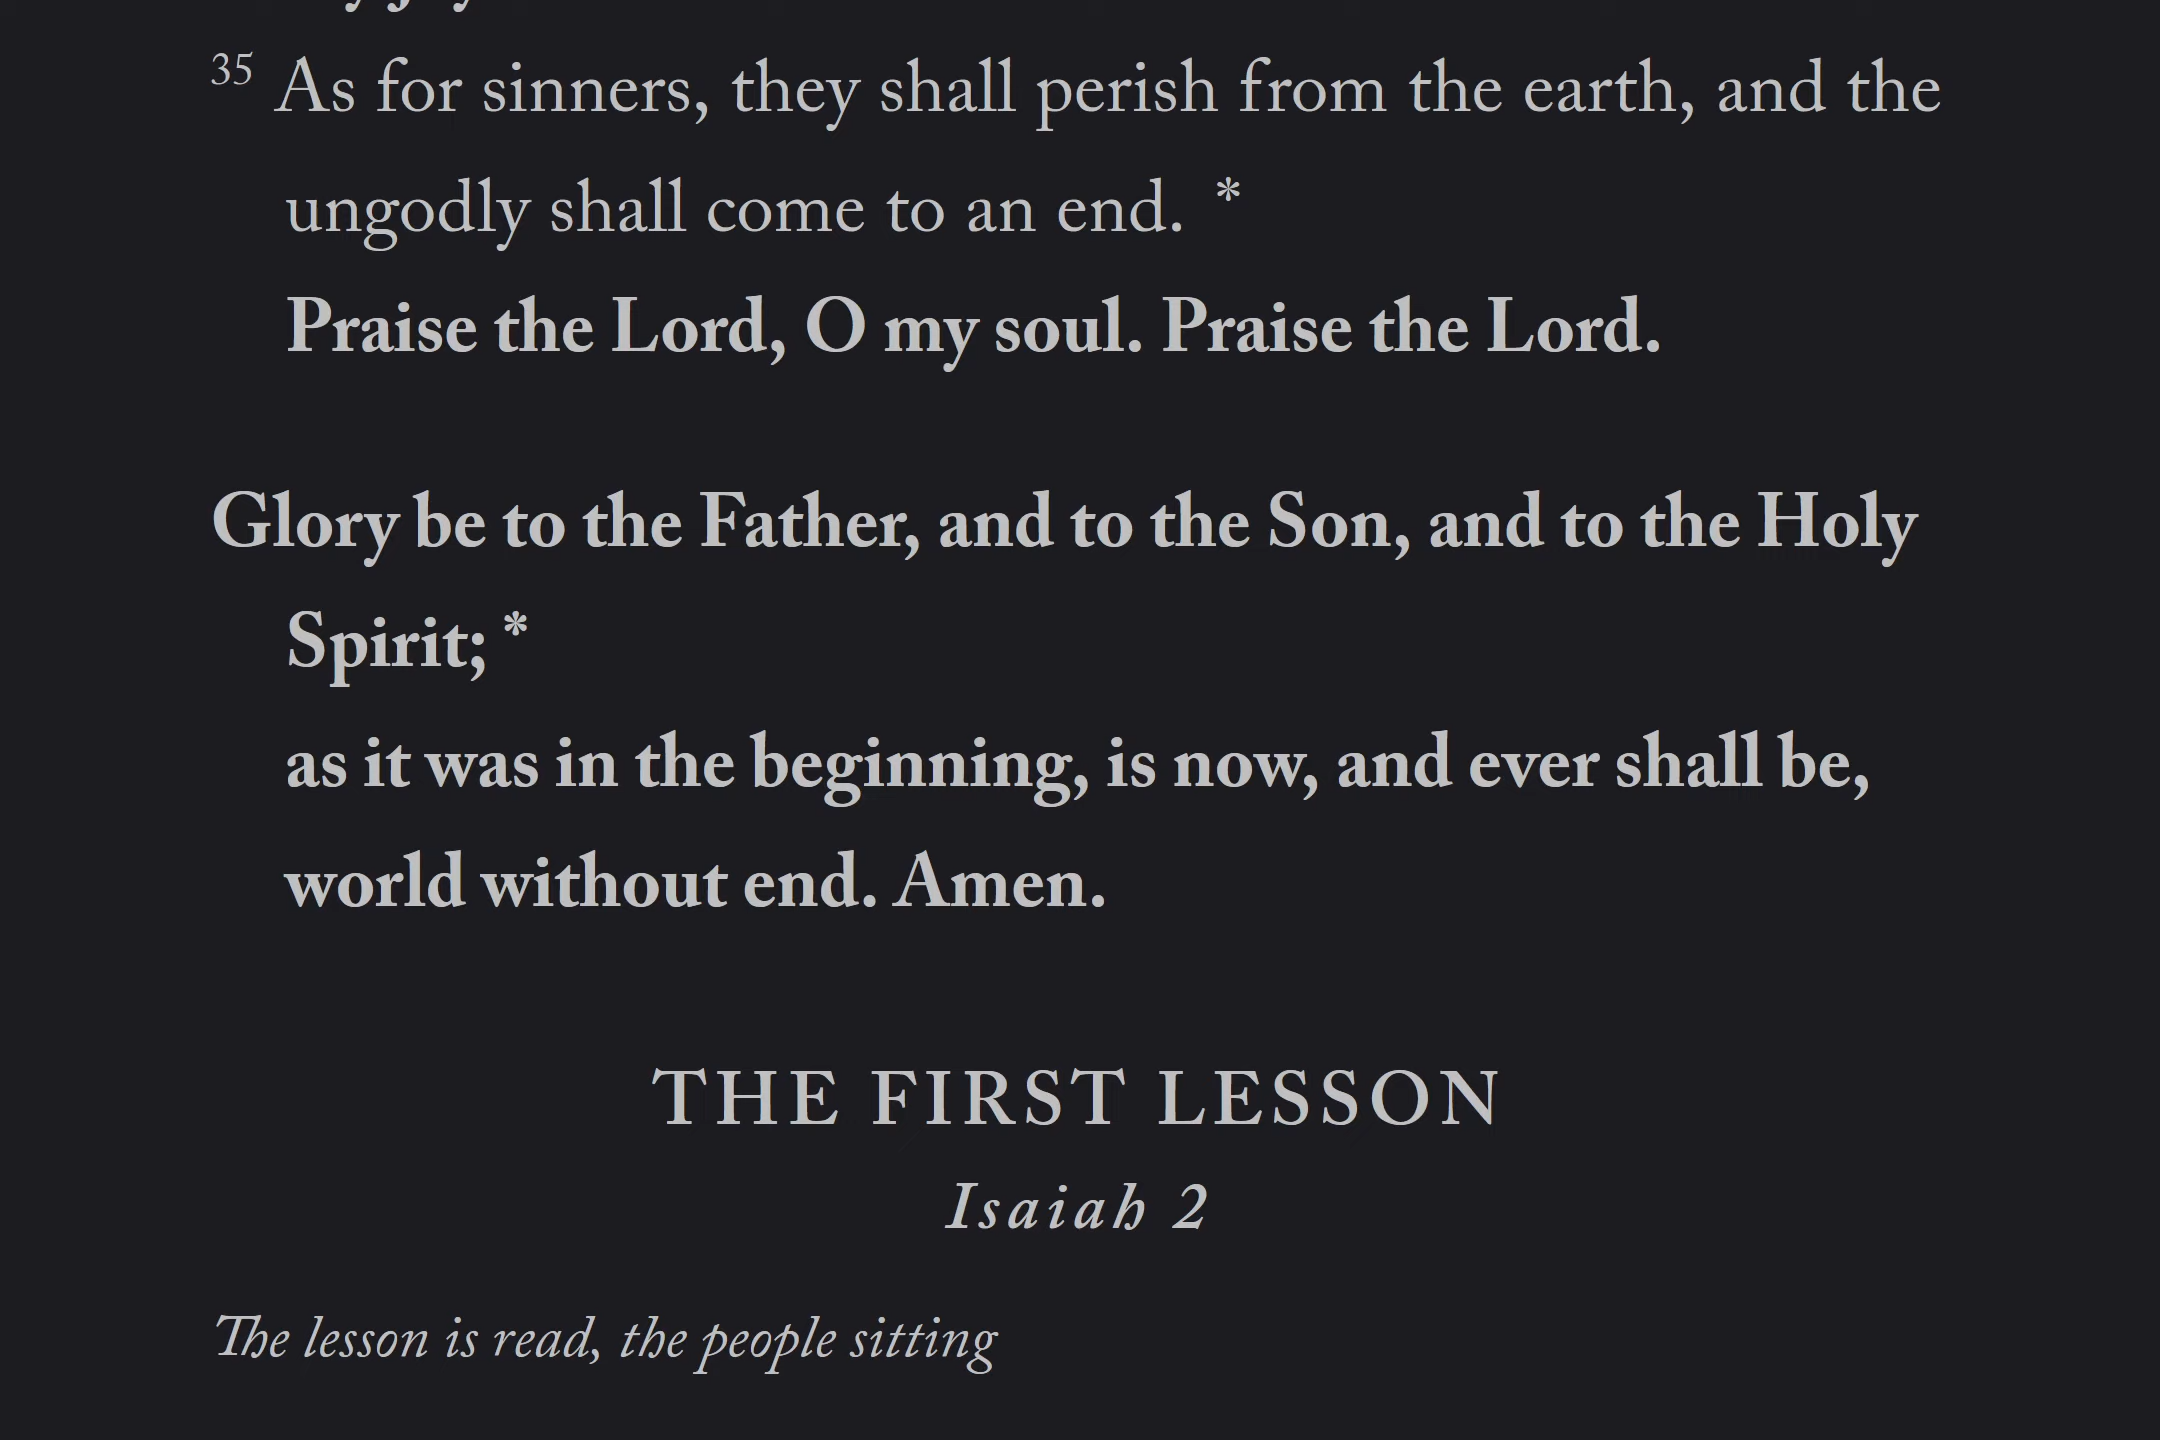 35 As for sinners, they shall perish from the earth, and the
ungodly shall come to an end. *
Praise the Lord, O my soul. Praise the Lord.
Glory be to the Father, and to the Son, and to the Holy
Spirit; *
as it was in the beginning, is now, and ever shall be,
world without end. Amen.
THE FIRST LESSON
Isaiah 2
The lesson is read, the people sitting